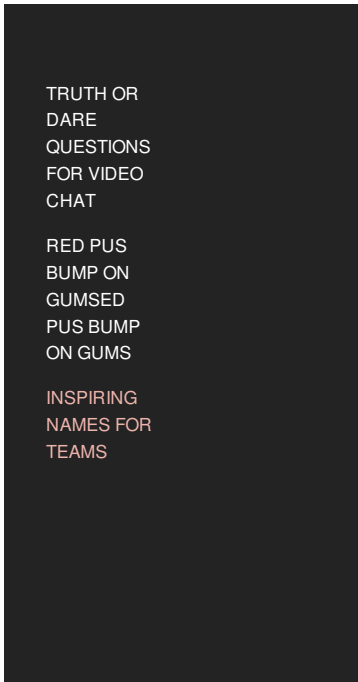 TRUTH OR
DARE
QUESTIONS
FOR VIDEO
CHAT
RED PUS
BUMP ON
GUMSED
PUS BUMP
ON GUMS
INSPIRING
NAMES FOR
TEAMS